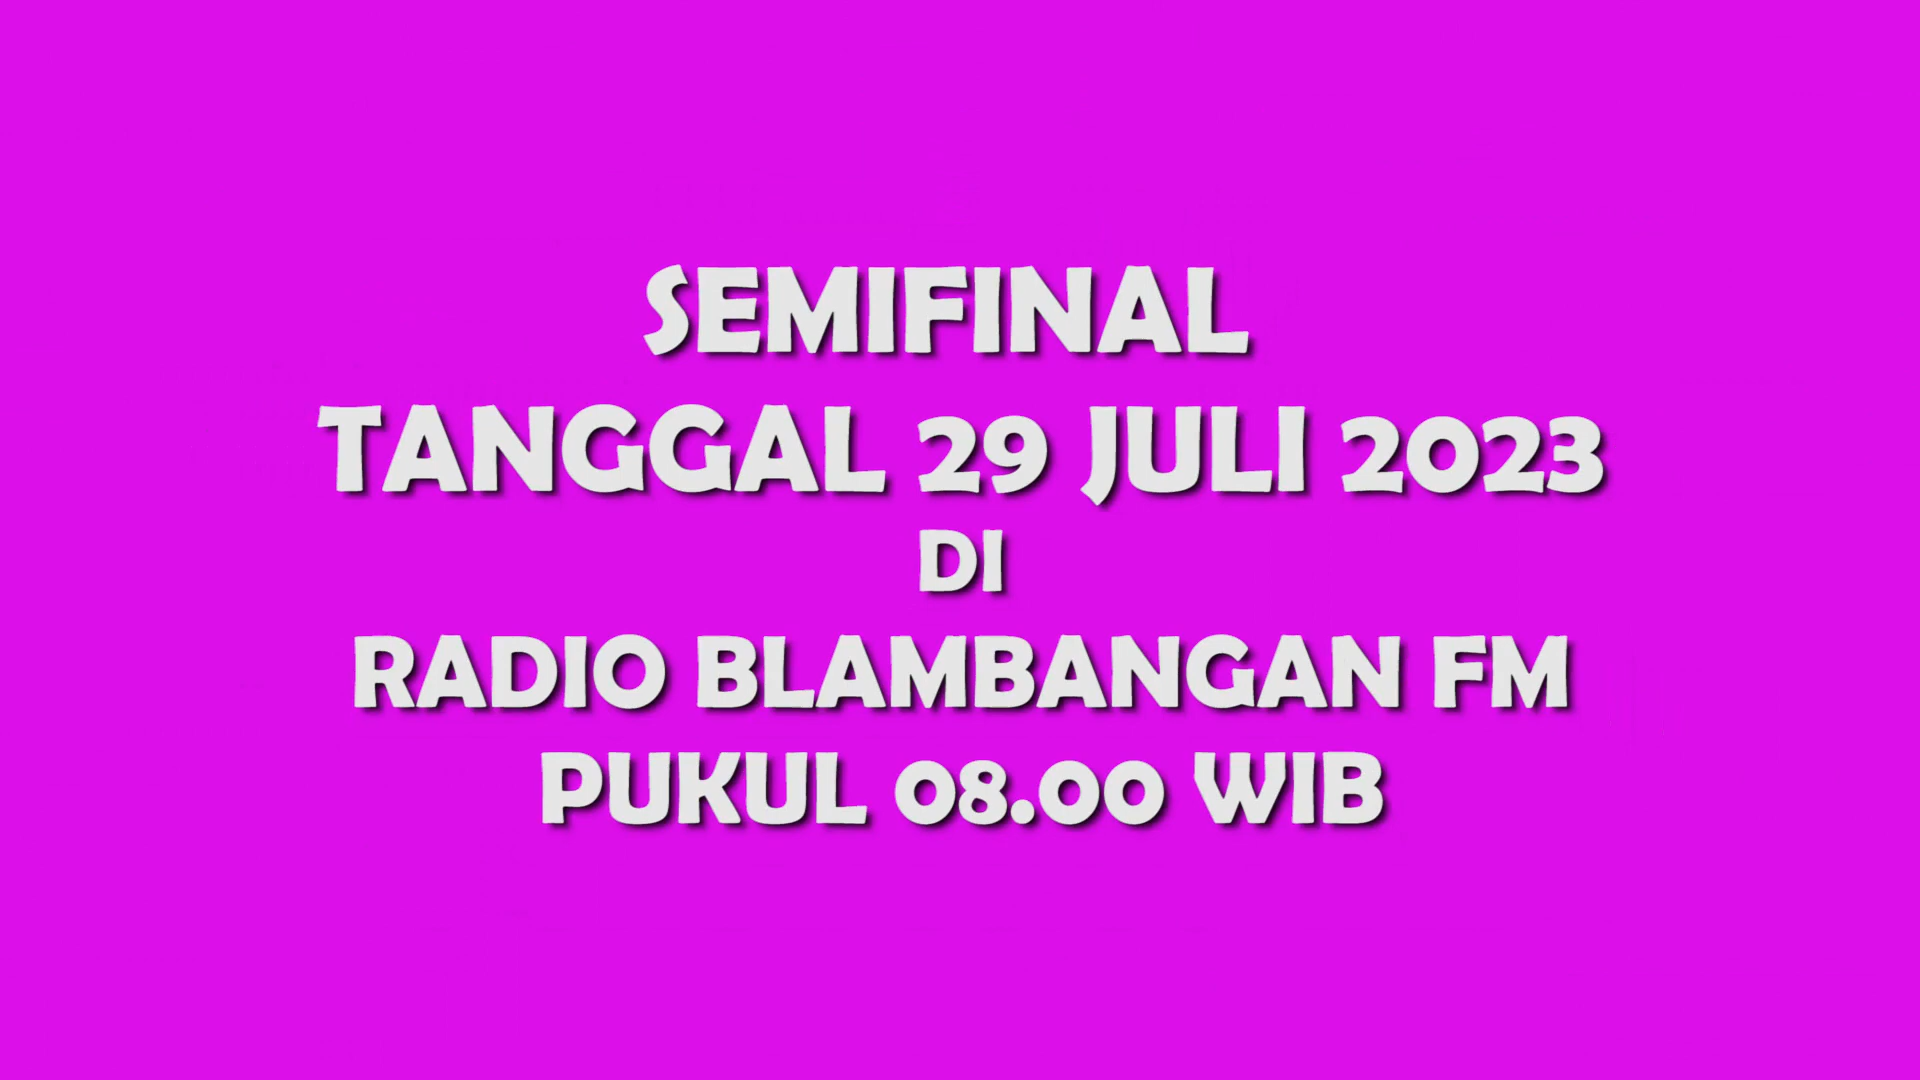 SEMIFINAL
TANGGAL 29 JULI 2023
DI
RADIO BLAMBANGAN FM
PUKUL 08.00 WIB